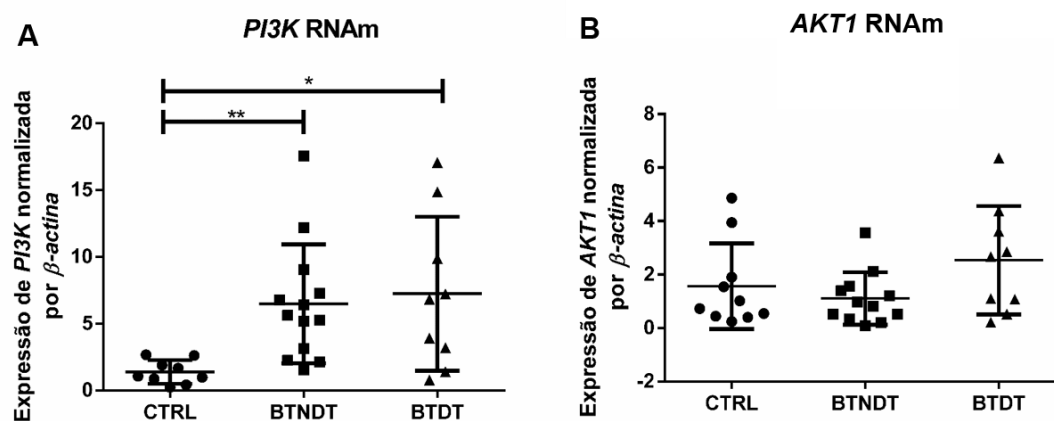 A
PI3K RNAm
*
**
Expressão de PI3K normalizada
por β-actina
20
15
10
5
0
CTRL BTNDT BTDT
B
AKT1 RNAm
Expressão de AKT1 normalizada
por β-actina
8
6
4
2
0
-2
CTRL BTNDT BTDT